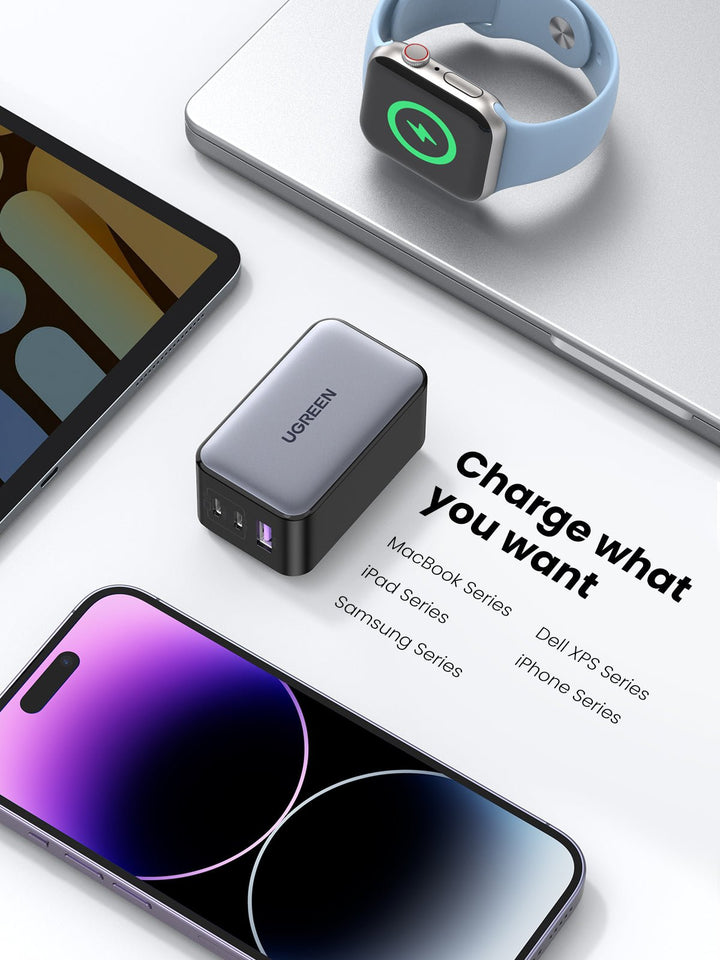 UGREEN
Charge what
you want
MacBook Series
iPad Series
Samsung Series
Dell XPS Series
iPhone Series